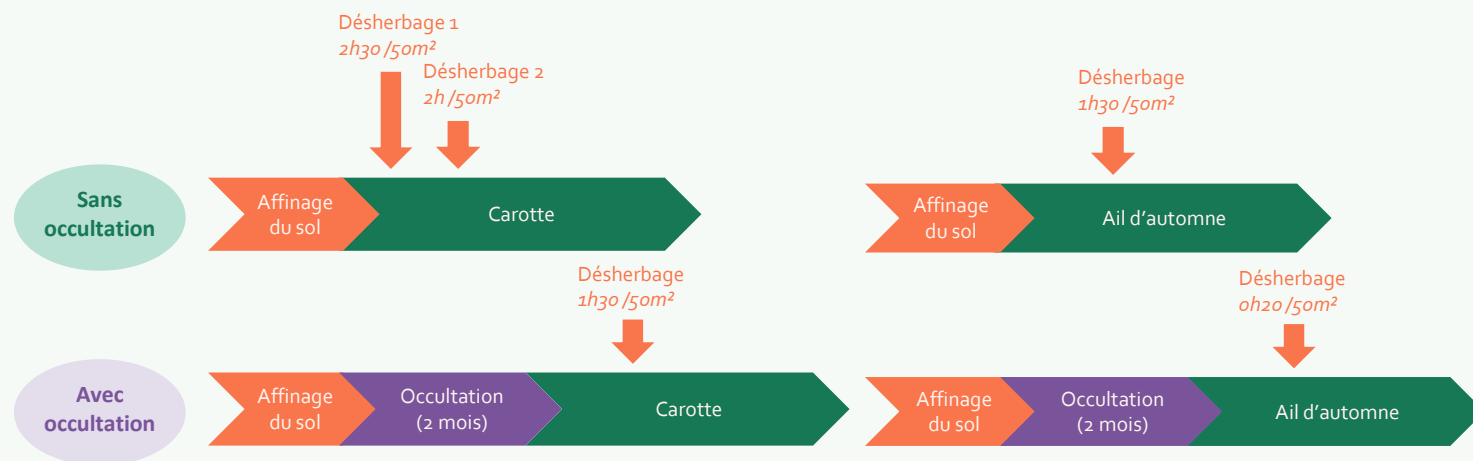 Désherbage 1
2h30 /50m²
Désherbage 2
2h /50m²
Désherbage
1h30 /50m²
Sans
occultation
Affinage
du sol
Carotte
Affinage
du sol
Ail d'automne
Désherbage
1h30 /50m²
Désherbage
0h20 /50m²
Avec
occultation
Affinage
du sol
Occultation
(2 mois)
Carotte
Affinage
du sol
Occultation
(2 mois)
Ail d'automne